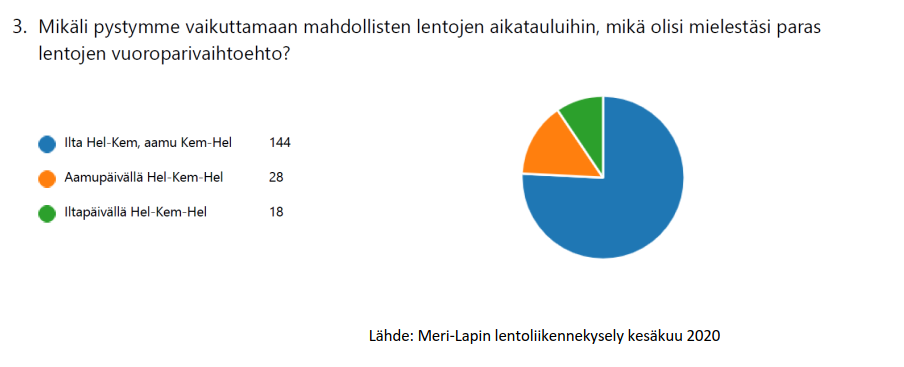 3. Mikäli pystymme vaikuttamaan mahdollisten lentojen aikatauluihin, mikä olisi mielestäsi paras
lentojen vuoroparivaihtoehto?
Ilta Hel-Kem, aamu Kem-Hel 144
Aamupäivällä Hel-Kem-Hel 28
Iltapäivällä Hel-Kem-Hel 18
Lähde: Meri-Lapin lentoliikennekysely kesäkuu 2020